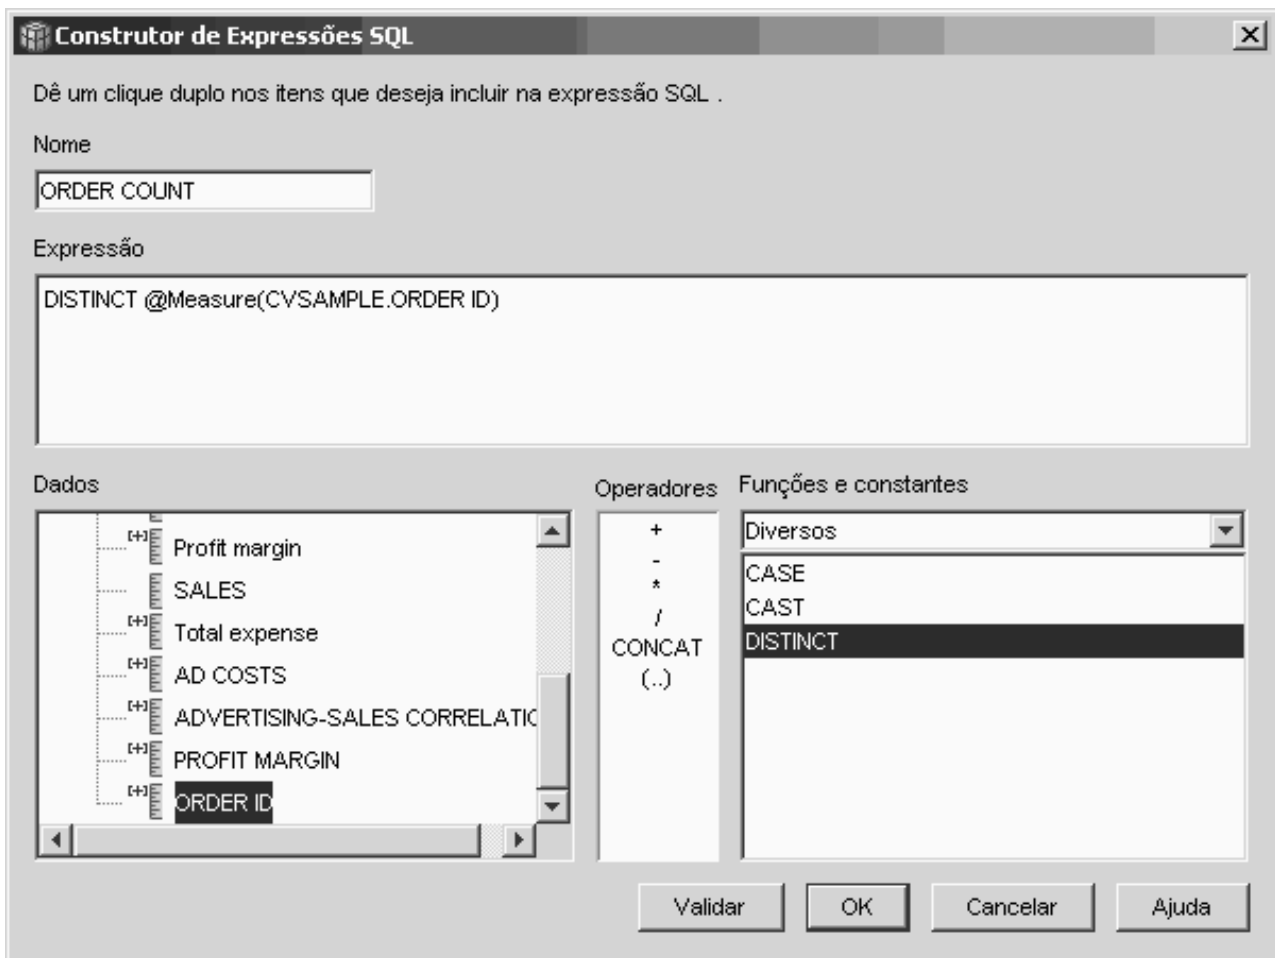 Construtor de Expressões SQL
Dê um clique duplo nos itens que deseja incluir na expressão SQL .
Nome
ORDER COUNT
Expressão
DISTINCT @Measure(CVSAMPLE.ORDER ID)
Dados
Profit margin
SALES
Total expense
AD COSTS
ADVERTISING-SALES CORRELATIC
PROFIT MARGIN
ORDER ID
Operadores
+
-
*
/
CONCAT
(..)
Funções e constantes
Diversos
CASE
CAST
DISTINCT
Validar
OK
Cancelar
Ajuda